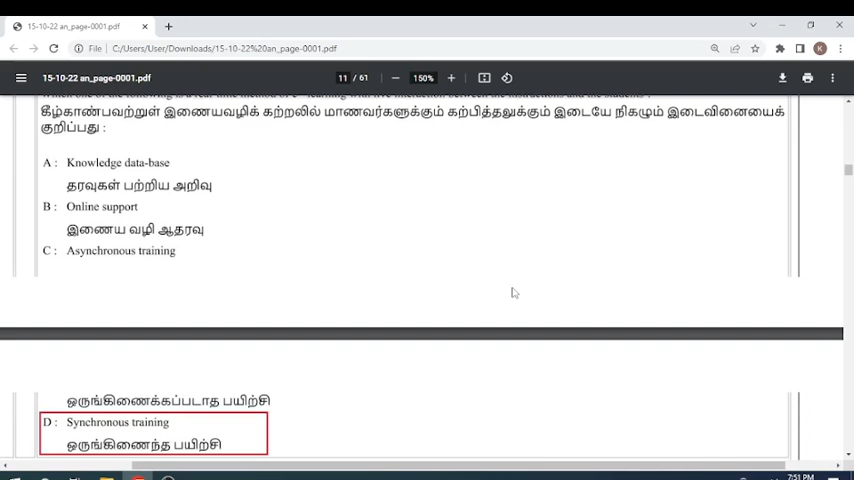 15-10-22 an_page-0001.pdf
File
C:/Users/User/Downloads/15-10-22%20an_page-0001.pdf
K
15-10-22 an_page-0001.pdf
11 / 61
150%
கீழ்காண்பவற்றுள் இணையவழிக் கற்றலில் மாணவர்களுக்கும் கற்பித்தலுக்கும் இடையே நிகழும் இடைவினையைக்
குறிப்பது :
A : Knowledge data-base
தரவுகள் பற்றிய அறிவு
B : Online support
இணைய வழி ஆதரவு
C : Asynchronous training
ஒருங்கிணைக்கப்படாத பயிற்சி
D : Synchronous training
ஒருங்கிணைந்த பயிற்சி
7:51 PM